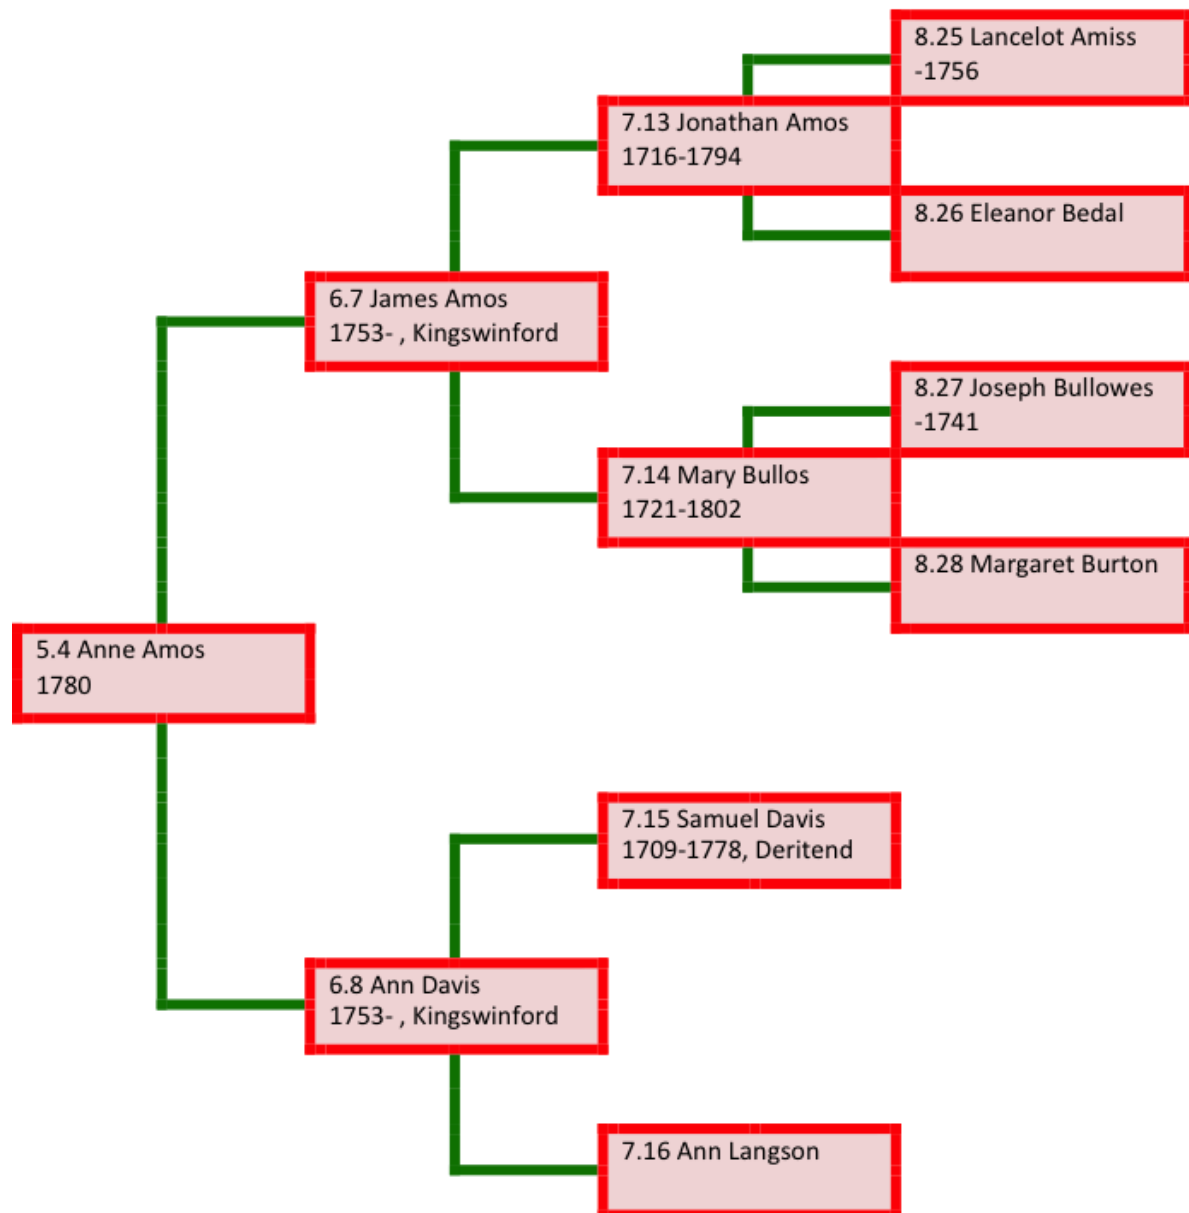 8.25 Lancelot Amiss
-1756
7.13 Jonathan Amos
1716-1794
8.26 Eleanor Bedal
6.7 James Amos
1753- , Kingswinford
8.27 Joseph Bullowes
-1741
7.14 Mary Bullos
1721-1802
8.28 Margaret Burton
5.4 Anne Amos
1780
7.15 Samuel Davis
1709-1778, Deritend
6.8 Ann Davis
1753- , Kingswinford
7.16 Ann Langson